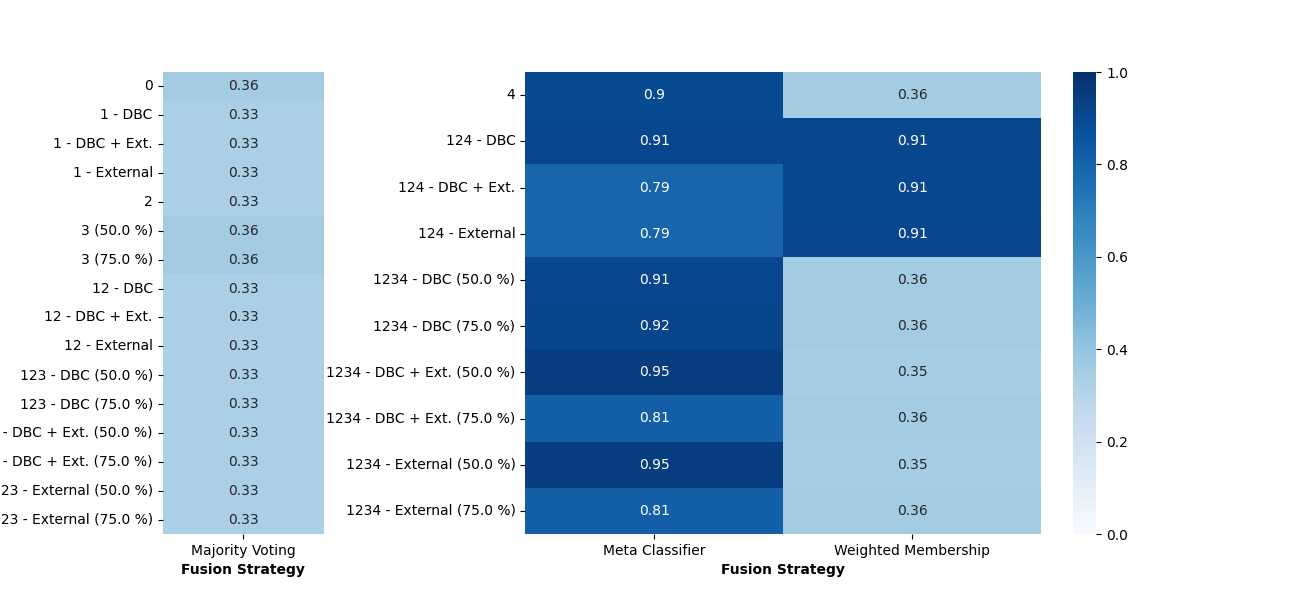 0 0.36
1 - DBC 0.33
1 - DBC + Ext. 0.33
1 - External 0.33
2 0.33
3 (50.0 %) 0.36
3 (75.0 %) 0.36
12 - DBC 0.33
12 - DBC + Ext. 0.33
12 - External 0.33
123 - DBC (50.0 %) 0.33
123 - DBC (75.0 %) 0.33
- DBC + Ext. (50.0 %) 0.33
- DBC + Ext. (75.0 %) 0.33
23 - External (50.0 %) 0.33
23 - External (75.0 %) 0.33
Majority Voting
Fusion Strategy
4 0.9 0.36
124 - DBC 0.91 0.91
124 - DBC + Ext. 0.79 0.91
124 - External 0.79 0.91
1234 - DBC (50.0 %) 0.91 0.36
1234 - DBC (75.0 %) 0.92 0.36
1234 - DBC + Ext. (50.0 %) 0.95 0.35
1234 - DBC + Ext. (75.0 %) 0.81 0.36
1234 - External (50.0 %) 0.95 0.35
1234 - External (75.0 %) 0.81 0.36
Meta Classifier Weighted Membership
Fusion Strategy
1.0
0.8
0.6
0.4
0.2
0.0